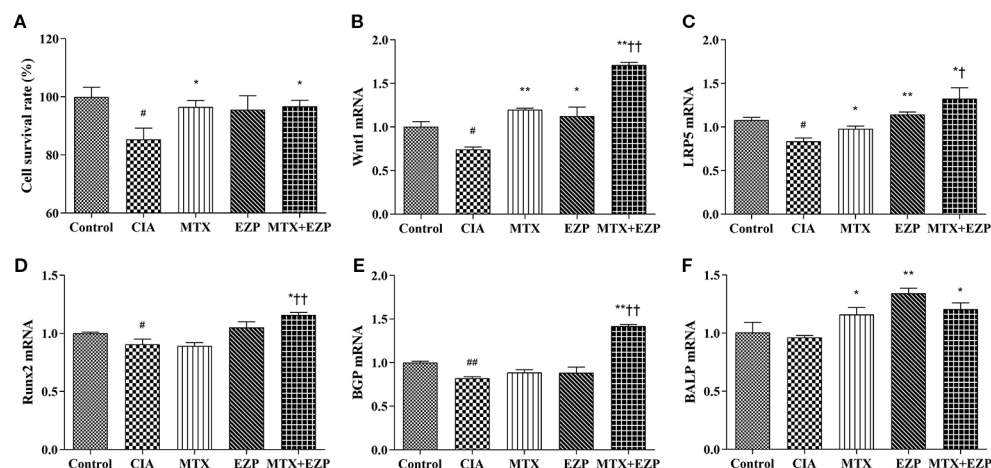 A
Cell survival rate (%)
120
100
80
60
#
*
*
Control CIA MTX EZP MTX+EZP
B
Wnt1 mRNA
2.0
1.5
1.0
0.5
0.0
#
**
*
**††
Control CIA MTX EZP MTX+EZP
C
LRP5 mRNA
2.0
1.5
1.0
0.5
0.0
#
*
**
*†
Control CIA MTX EZP MTX+EZP
D
Runx2 mRNA
1.5
1.0
0.5
0.0
#
*††
Control CIA MTX EZP MTX+EZP
E
BGP mRNA
2.0
1.5
1.0
0.5
0.0
##
**††
Control CIA MTX EZP MTX+EZP
F
BALP mRNA
1.5
1.0
0.5
0.0
*
**
*
Control CIA MTX EZP MTX+EZP